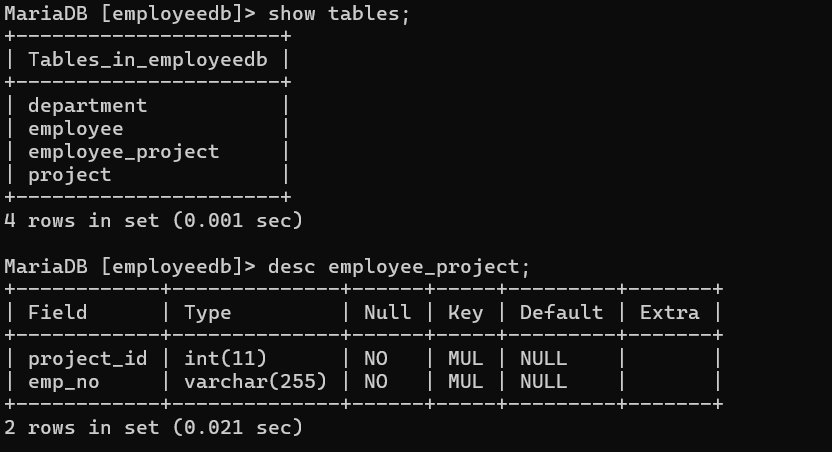 MariaDB [employeedb]> show tables;
+----------------------+
| Tables_in_employeedb |
+----------------------+
| department           |
| employee             |
| employee_project     |
| project              |
+----------------------+
4 rows in set (0.001 sec)

MariaDB [employeedb]> desc employee_project;
+------------+--------------+------+-----+---------+-------+
| Field      | Type         | Null | Key | Default | Extra |
+------------+--------------+------+-----+---------+-------+
| project_id | int(11)      | NO   | MUL | NULL    |       |
| emp_no     | varchar(255) | NO   | MUL | NULL    |       |
+------------+--------------+------+-----+---------+-------+
2 rows in set (0.021 sec)